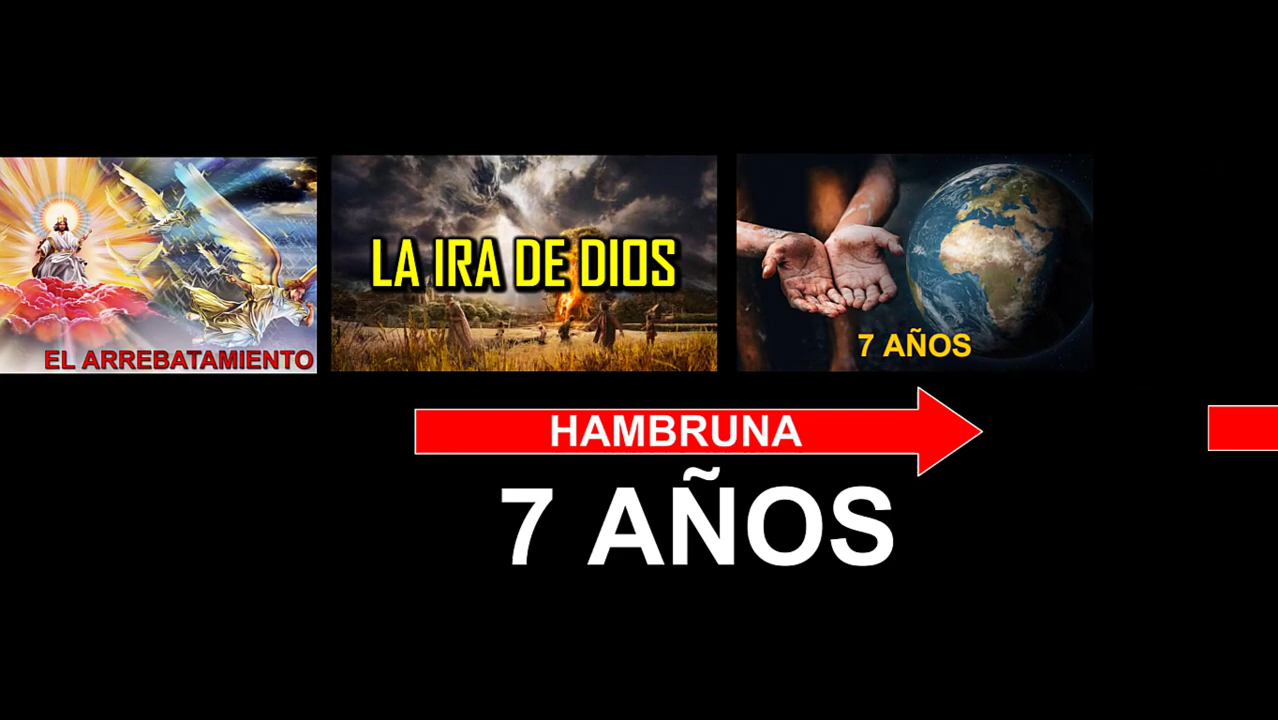 EL ARREBATAMIENTO
LA IRA DE DIOS
7 AÑOS
HAMBRUNA
7 AÑOS